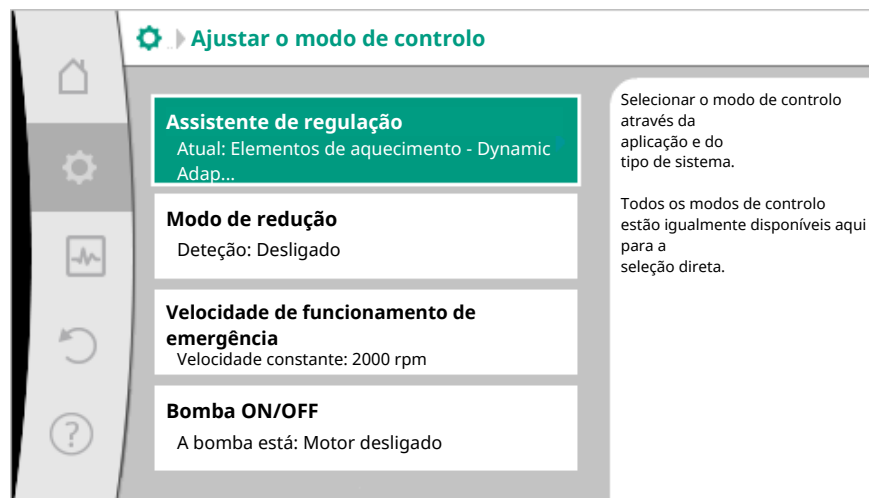 Ajustar o modo de controlo
Assistente de regulação
Atual: Elementos de aquecimento - Dynamic
Adap...
Modo de redução
Deteção: Desligado
Velocidade de funcionamento de
emergência
Velocidade constante: 2000 rpm
Bomba ON/OFF
A bomba está: Motor desligado
Selecionar o modo de controlo
através da
aplicação e do
tipo de sistema.
Todos os modos de controlo
estão igualmente disponíveis aqui
para a
seleção direta.